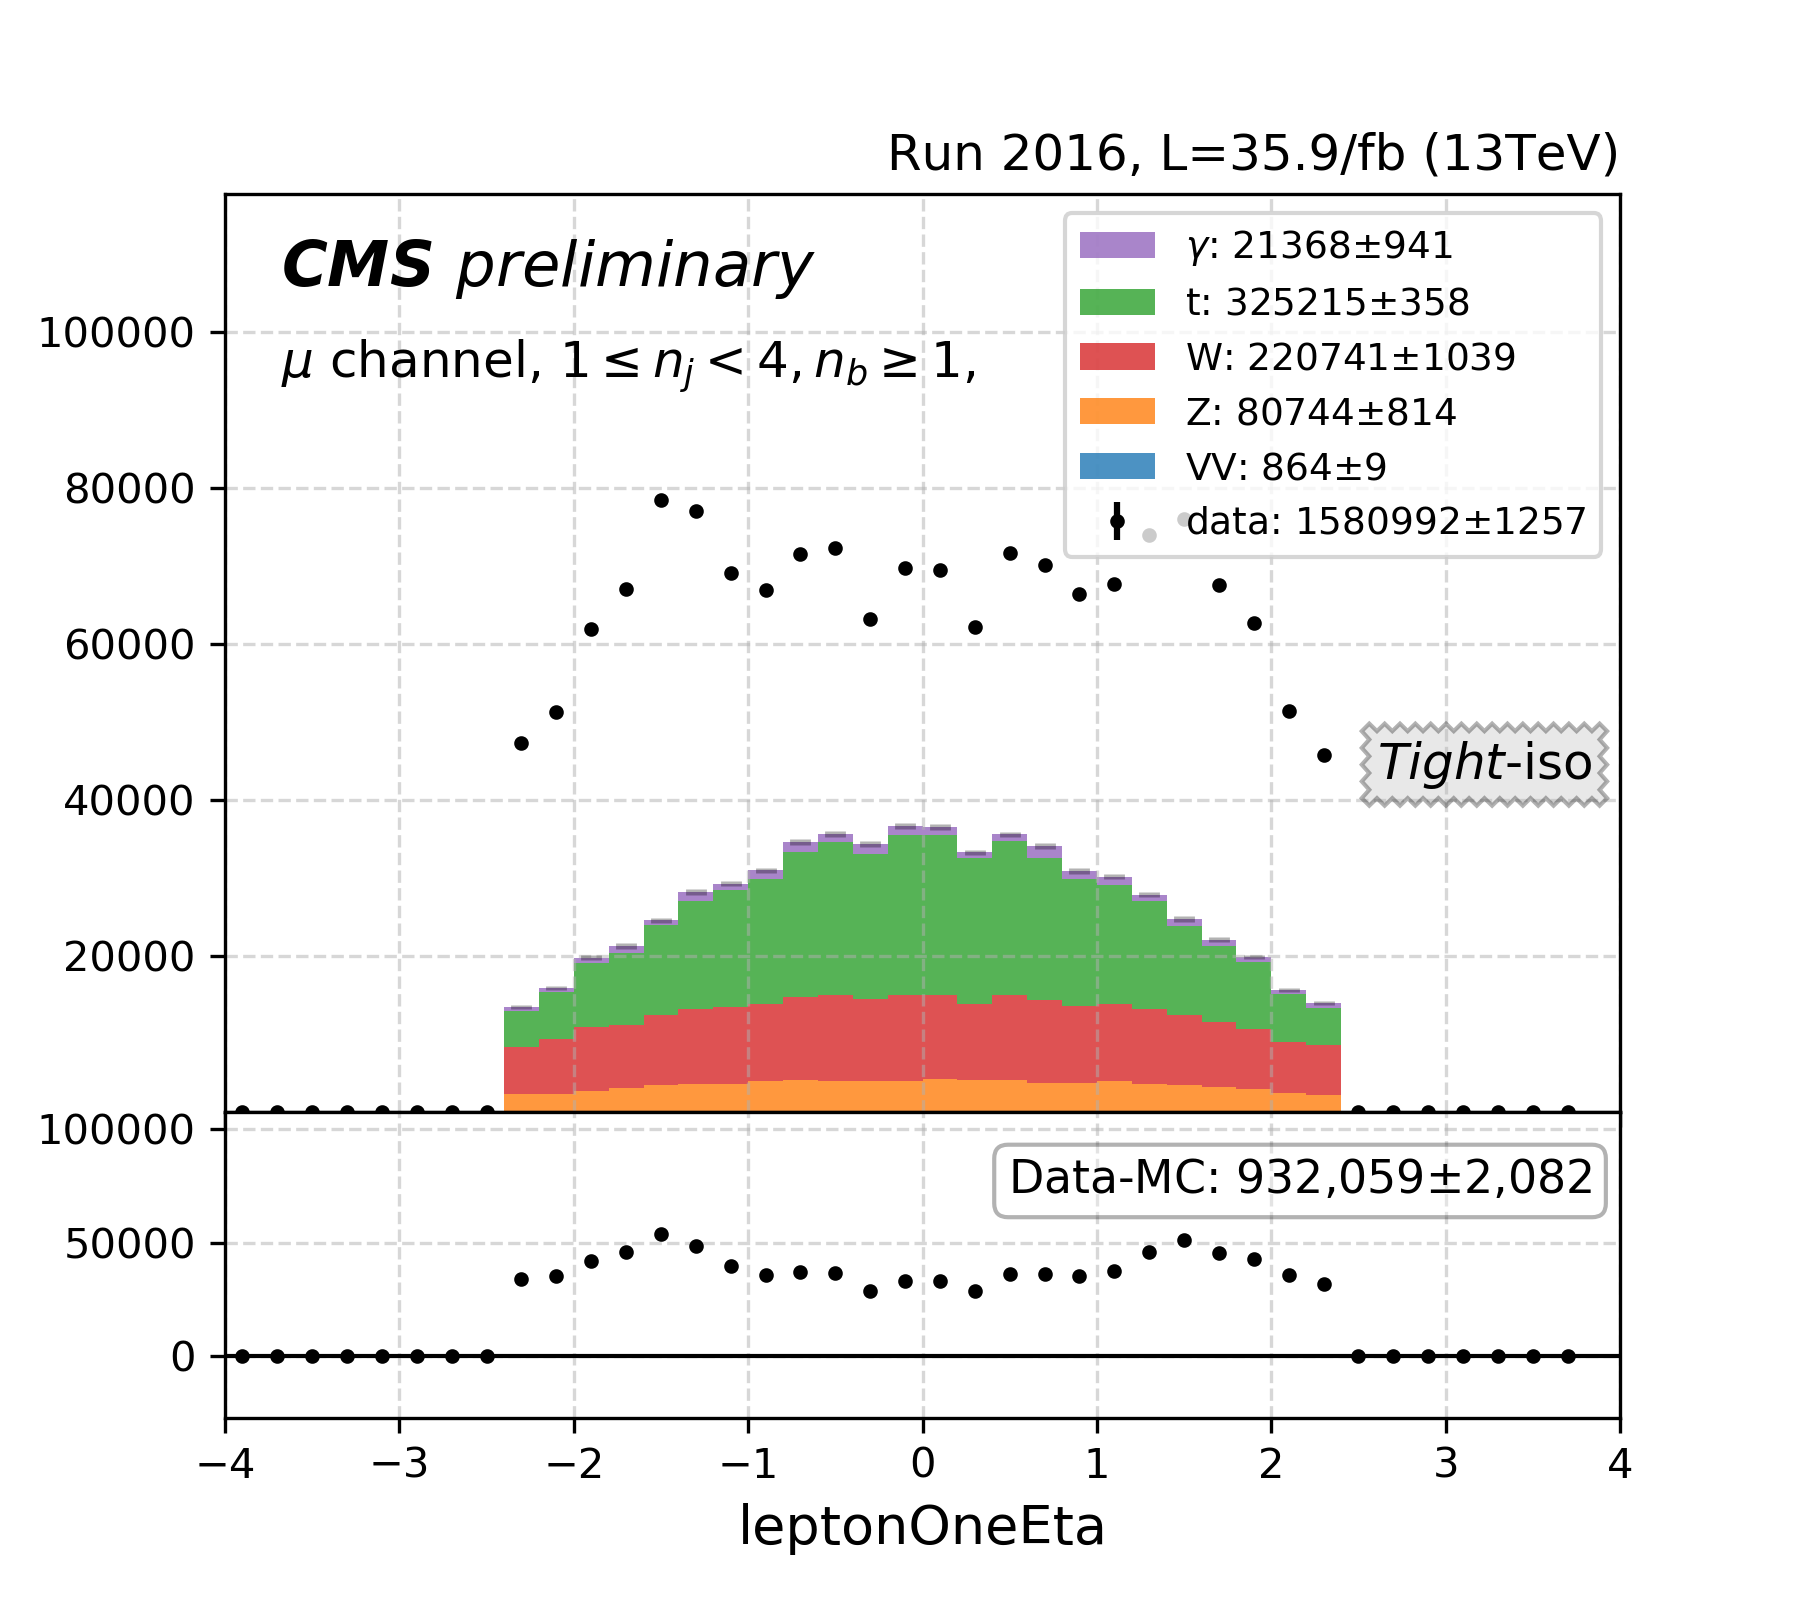 Run 2016, L=35.9/fb (13TeV)
CMS preliminary
μ channel, 1 ≤ n_j < 4, n_b ≥ 1,
γ: 21368±941
t: 325215±358
W: 220741±1039
Z: 80744±814
VV: 864±9
data: 1580992±1257
100000
80000
60000
40000
20000
Tight-iso
100000
50000
0
Data-MC: 932,059±2,082
−4 −3 −2 −1 0 1 2 3 4
leptonOneEta